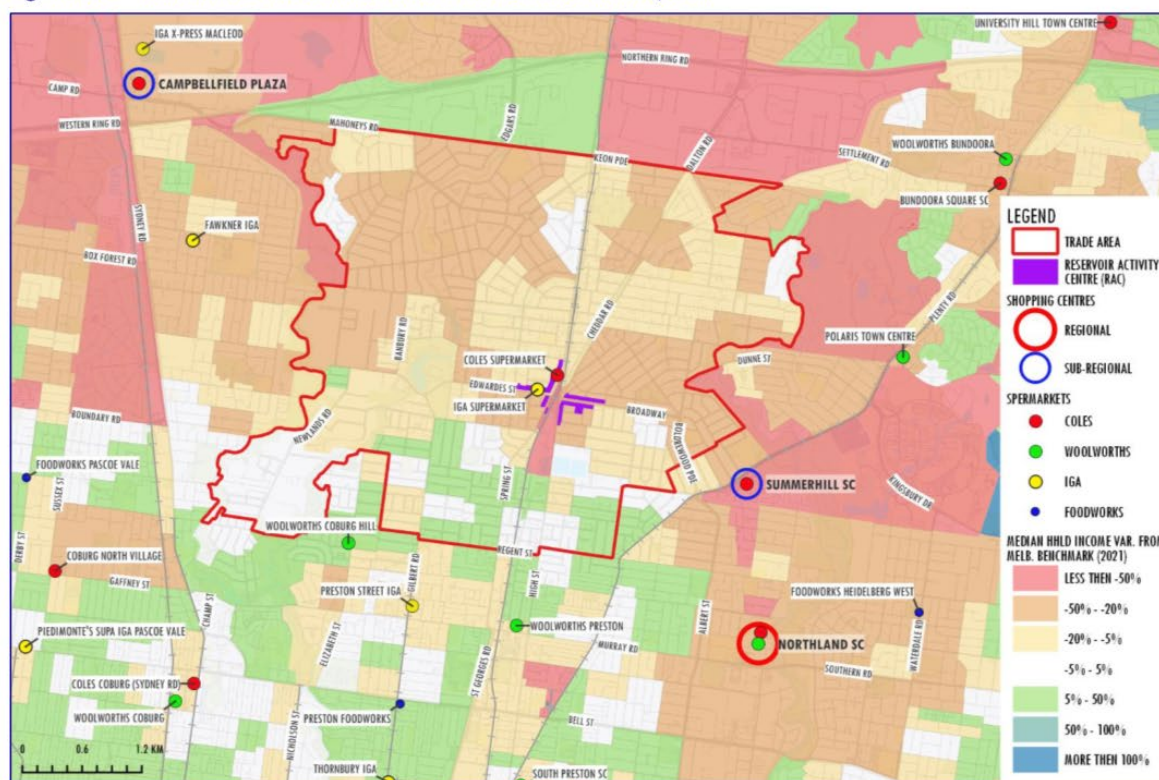 UNIVERSITY HILL TOWN CENTRE
IGA X-PRESS MACLEOD
NORTHERN RING RD
CAMPBELLFIELD PLAZA
CAMP RD
WESTERN RING RD
MAHONEYS RD
EDGARS RD
KEON PDE
DALTON RD
SETTLEMENT RD
WOOLWORTHS BUNDOORA
BUNDOORA SQUARE SC
SYDNEY RD
FAWKNER IGA
BOX FOREST RD
PLENTY RD
POLARIS TOWN CENTRE
CHEDDAR RD
BANBURY RD
DUNNE ST
COLES SUPERMARKET
EDWARDES ST
IGA SUPERMARKET
BROADWAY
BOLDREWOOD PDE
NEWLANDS RD
BOUNDARY RD
FOODWORKS PASCOE VALE
SUSSEX ST
SPRING ST
SUMMERHILL SC
KINGSBURY DR
WOOLWORTHS COBURG HILL
REGENT ST
DERBY ST
COBURG NORTH VILLAGE
GAFFNEY ST
CHAMP ST
GILBERT RD
PRESTON STREET IGA
HIGH ST
ALBERT ST
FOODWORKS HEIDELBERG WEST
WATERDALE RD
PIEDIMONTE'S SUPA IGA PASCOE VALE
ELIZABETH ST
WOOLWORTHS PRESTON
MURRAY RD
NORTHLAND SC
SOUTHERN RD
ST GEORGES RD
COLES COBURG (SYDNEY RD)
WOOLWORTHS COBURG
NICHOLSON ST
PRESTON FOODWORKS
BELL ST
THORNBURY IGA
SOUTH PRESTON SC
0 0.6 1.2 KM
LEGEND
TRADE AREA
RESERVOIR ACTIVITY
CENTRE (RAC)
SHOPPING CENTRES
REGIONAL
SUB-REGIONAL
SPERMARKETS
COLES
WOOLWORTHS
IGA
FOODWORKS
MEDIAN HHLD INCOME VAR. FROM
MELB. BENCHMARK (2021)
LESS THEN -50%
-50% - -20%
-20% - -5%
-5% - 5%
5% - 50%
50% - 100%
MORE THEN 100%